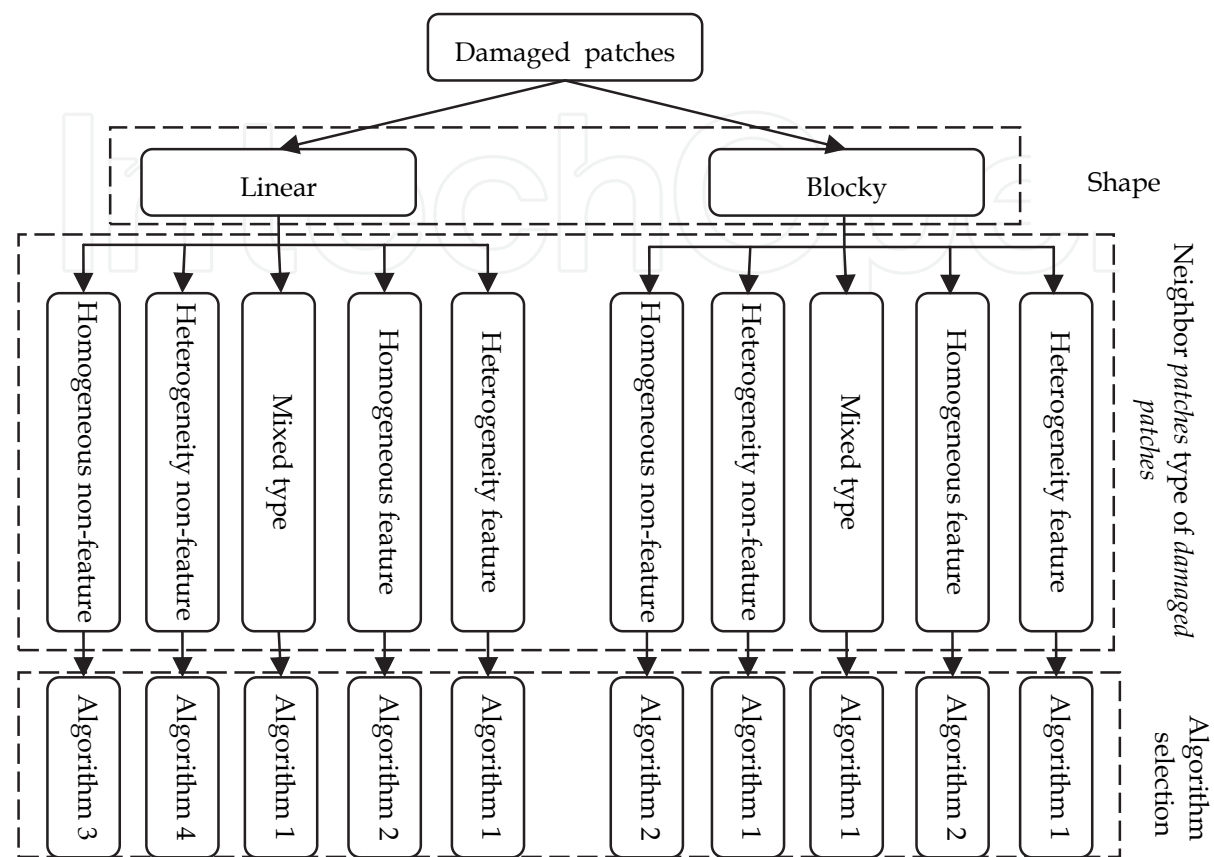 Damaged patches
Linear
Blocky
Shape
Homogeneous non-feature
Heterogeneity non-feature
Mixed type
Homogeneous feature
Heterogeneity feature
Homogeneous non-feature
Heterogeneity non-feature
Mixed type
Homogeneous feature
Heterogeneity feature
Neighbor patches type of damaged
patches
Algorithm 3
Algorithm 4
Algorithm 1
Algorithm 2
Algorithm 1
Algorithm 2
Algorithm 1
Algorithm 1
Algorithm 2
Algorithm 1
Algorithm
selection